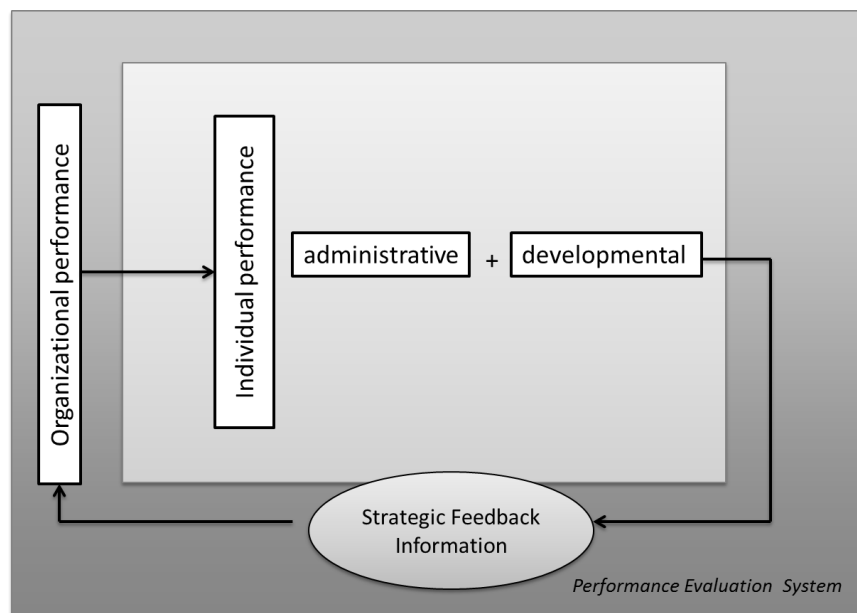 Organizational performance
Individual performance
administrative
+
developmental
Strategic Feedback
Information
Performance Evaluation System